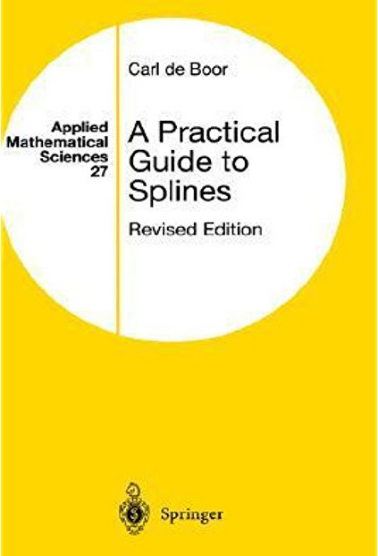 Carl de Boor
Applied
Mathematical
Sciences
27
A Practical
Guide to
Splines
Revised Edition
Springer